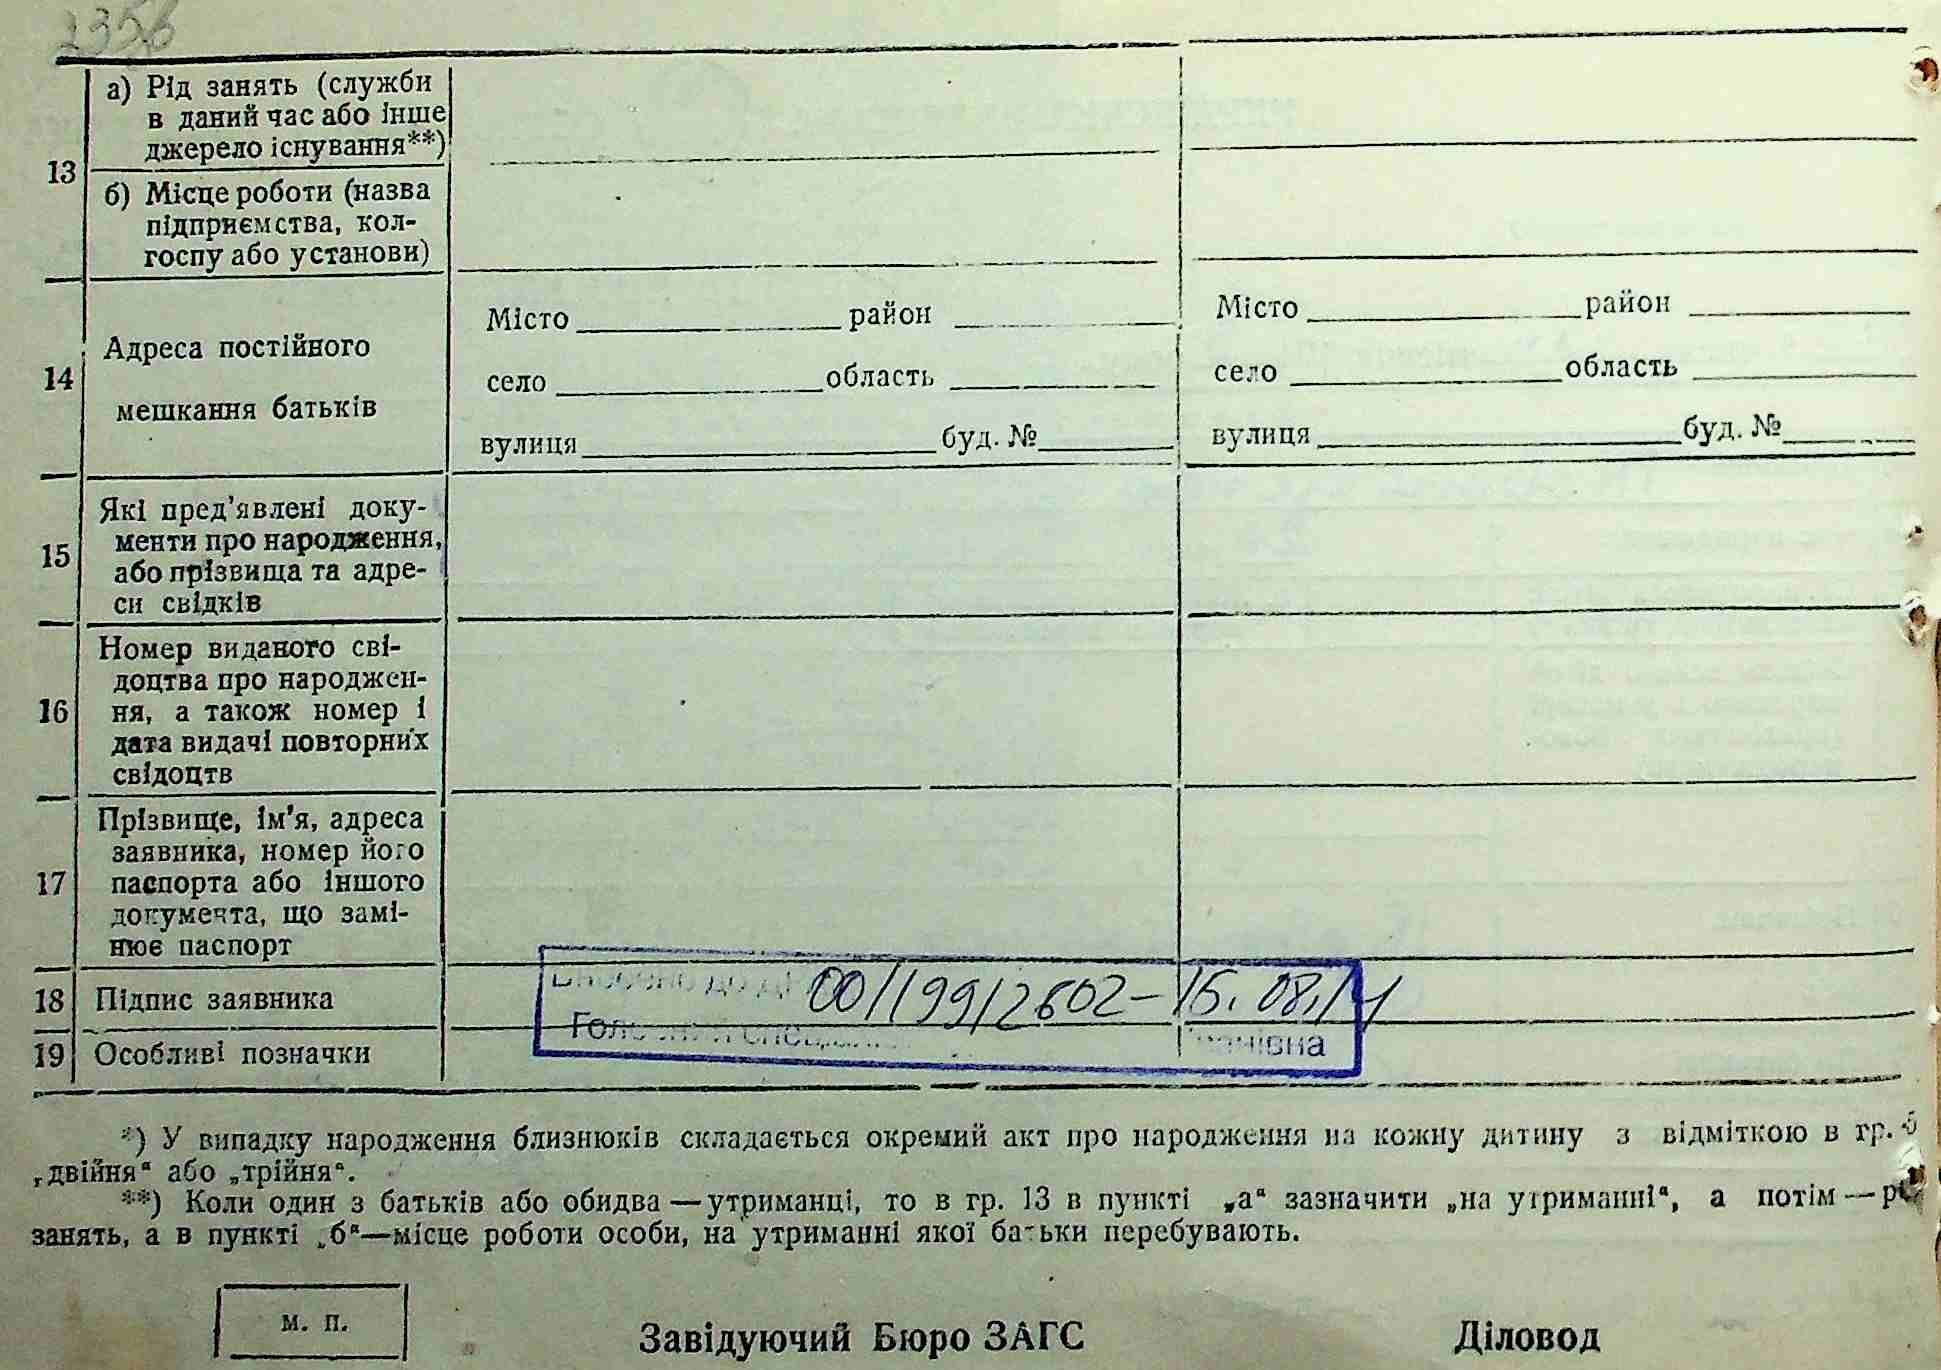 2356
13
а) Рід занять (служби
в даний час або інше
джерело існування**)
б) Місце роботи (назва
підприємства, кол-
госпу або установи)
14
Адреса постійного
мешкання батьків
Місто район
село область
вулиця буд. №
Місто район
село область
вулиця буд. №
15
Які пред'явлені доку-
менти про народження,
або прізвища та адре-
си свідків
16
Номер виданого сві-
доцтва про народжен-
ня, а також номер і
дата видачі повторних
свідоцтв
17
Прізвище, ім'я, адреса
заявника, номер його
паспорта або іншого
документа, що замі-
нює паспорт
18 Підпис заявника
00/199/2602-15.08.14
Головний
19 Особливі позначки
*) У випадку народження близнюків складається окремий акт про народження на кожну дитину з відміткою в гр. 5
„двійня“ або „трійня“.
**) Коли один з батьків або обидва—утриманці, то в гр. 13 в пункті „а“ зазначити „на утриманні“, а потім—рі
занять, а в пункті „б“—місце роботи особи, на утриманні якої батьки перебувають.
м. п.
Завідуючий Бюро ЗАГС
Діловод